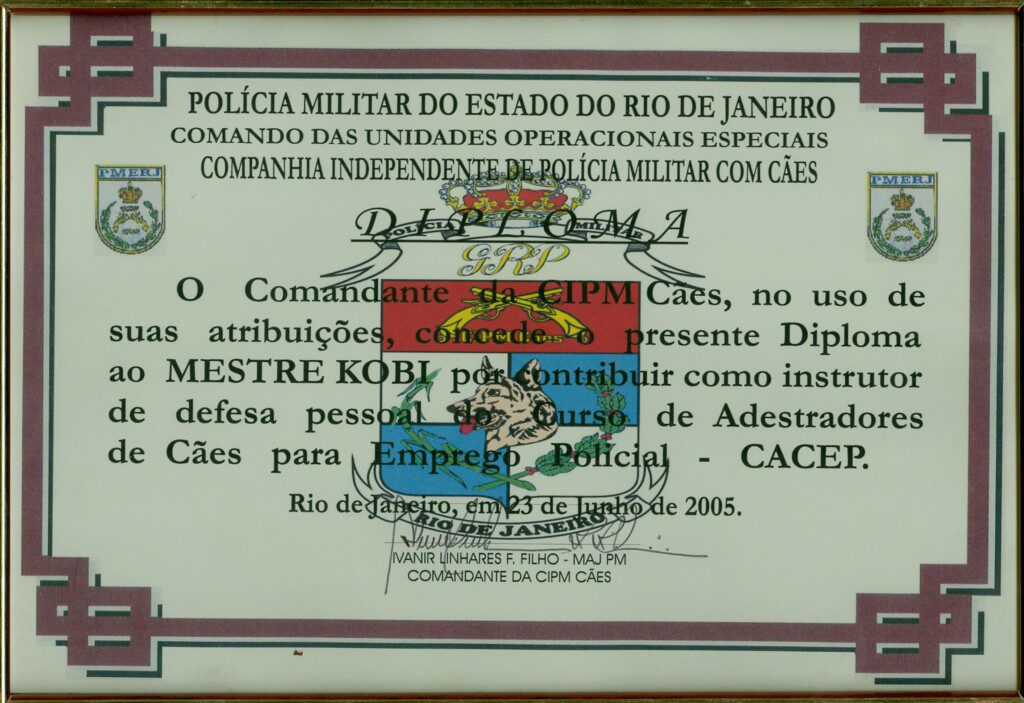 POLÍCIA MILITAR DO ESTADO DO RIO DE JANEIRO
COMANDO DAS UNIDADES OPERACIONAIS ESPECIAIS
COMPANHIA INDEPENDENTE DE POLÍCIA MILITAR COM CÃES
PMERJ
PMERJ
DIPLOMA
POLÍCIA MILITAR
GRP
O Comandante da CIPM Cães, no uso de
suas atribuições, concede o presente Diploma
ao MESTRE KOBI por contribuir como instrutor
de defesa pessoal do Curso de Adestradores
de Cães para Emprego Policial - CACEP.
Rio de Janeiro, em 23 de Junho de 2005.
RIO DE JANEIRO
IVANIR LINHARES F. FILHO - MAJ PM
COMANDANTE DA CIPM CÃES